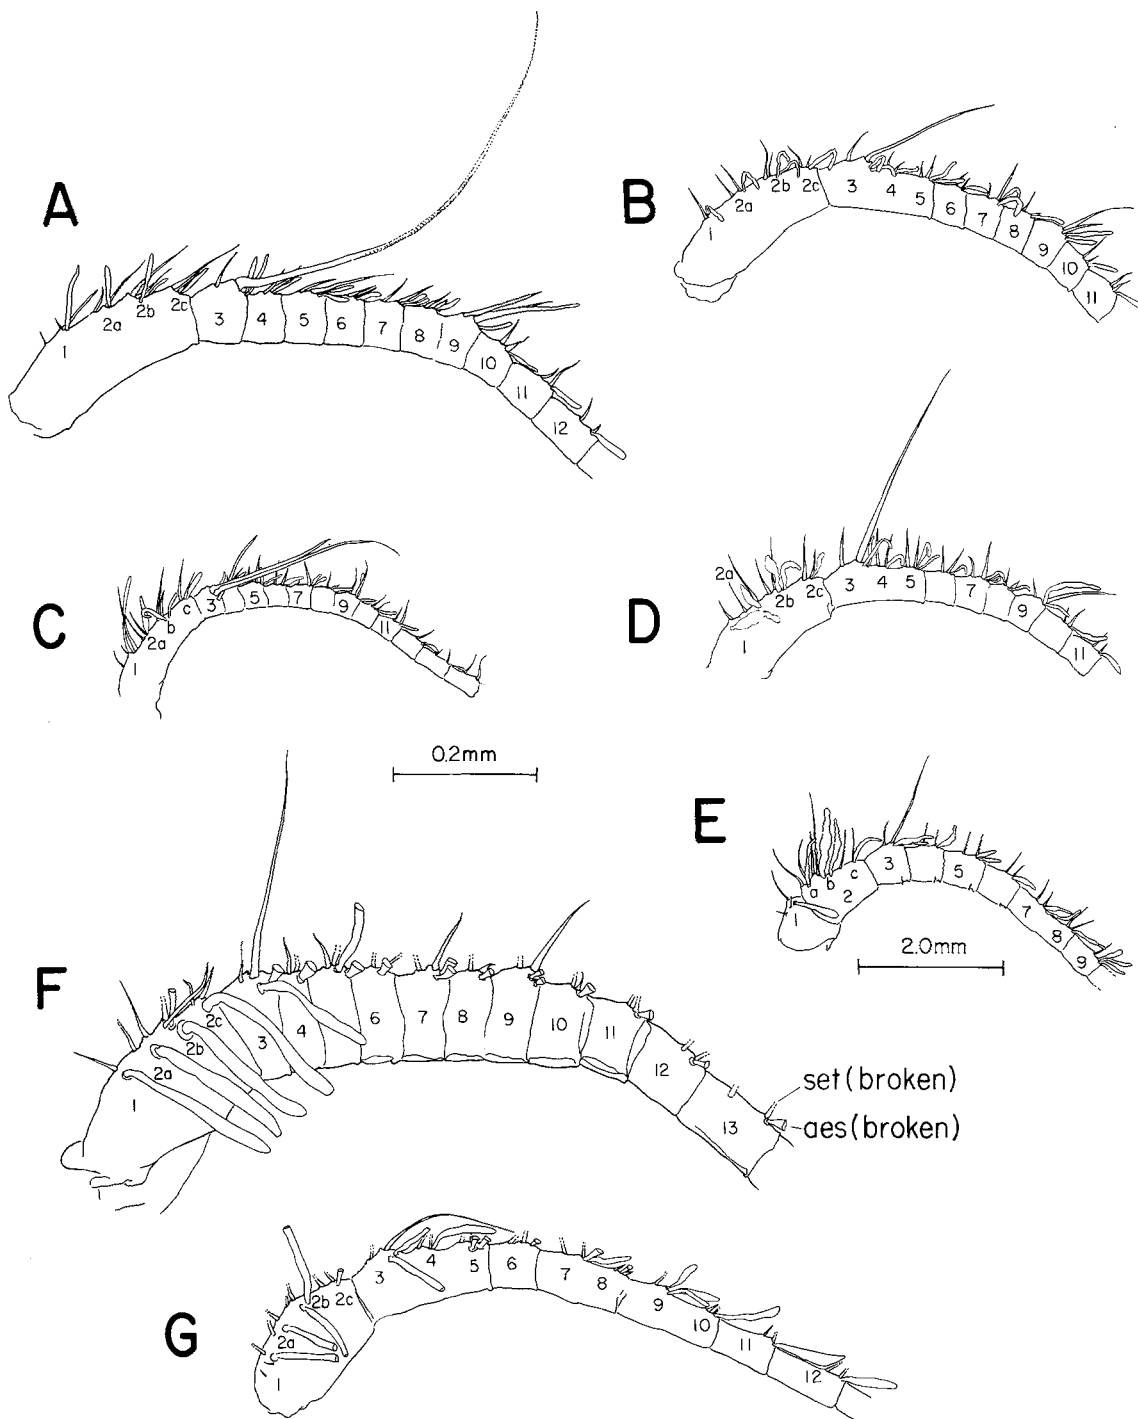 A
1 2a 2b 2c 3 4 5 6 7 8 9 10 11 12
B
1 2a 2b 2c 3 4 5 6 7 8 9 10 11
C
1 2a b c 3 5 7 9 11
D
1 2a 2b 2c 3 4 5 7 9 11
0.2mm
E
1 a b c 2 3 5 7 8 9
2.0mm
F
1 2a 2b 2c 3 4 6 7 8 9 10 11 12 13
set (broken)
aes (broken)
G
1 2a 2b 2c 3 4 5 6 7 8 9 10 11 12